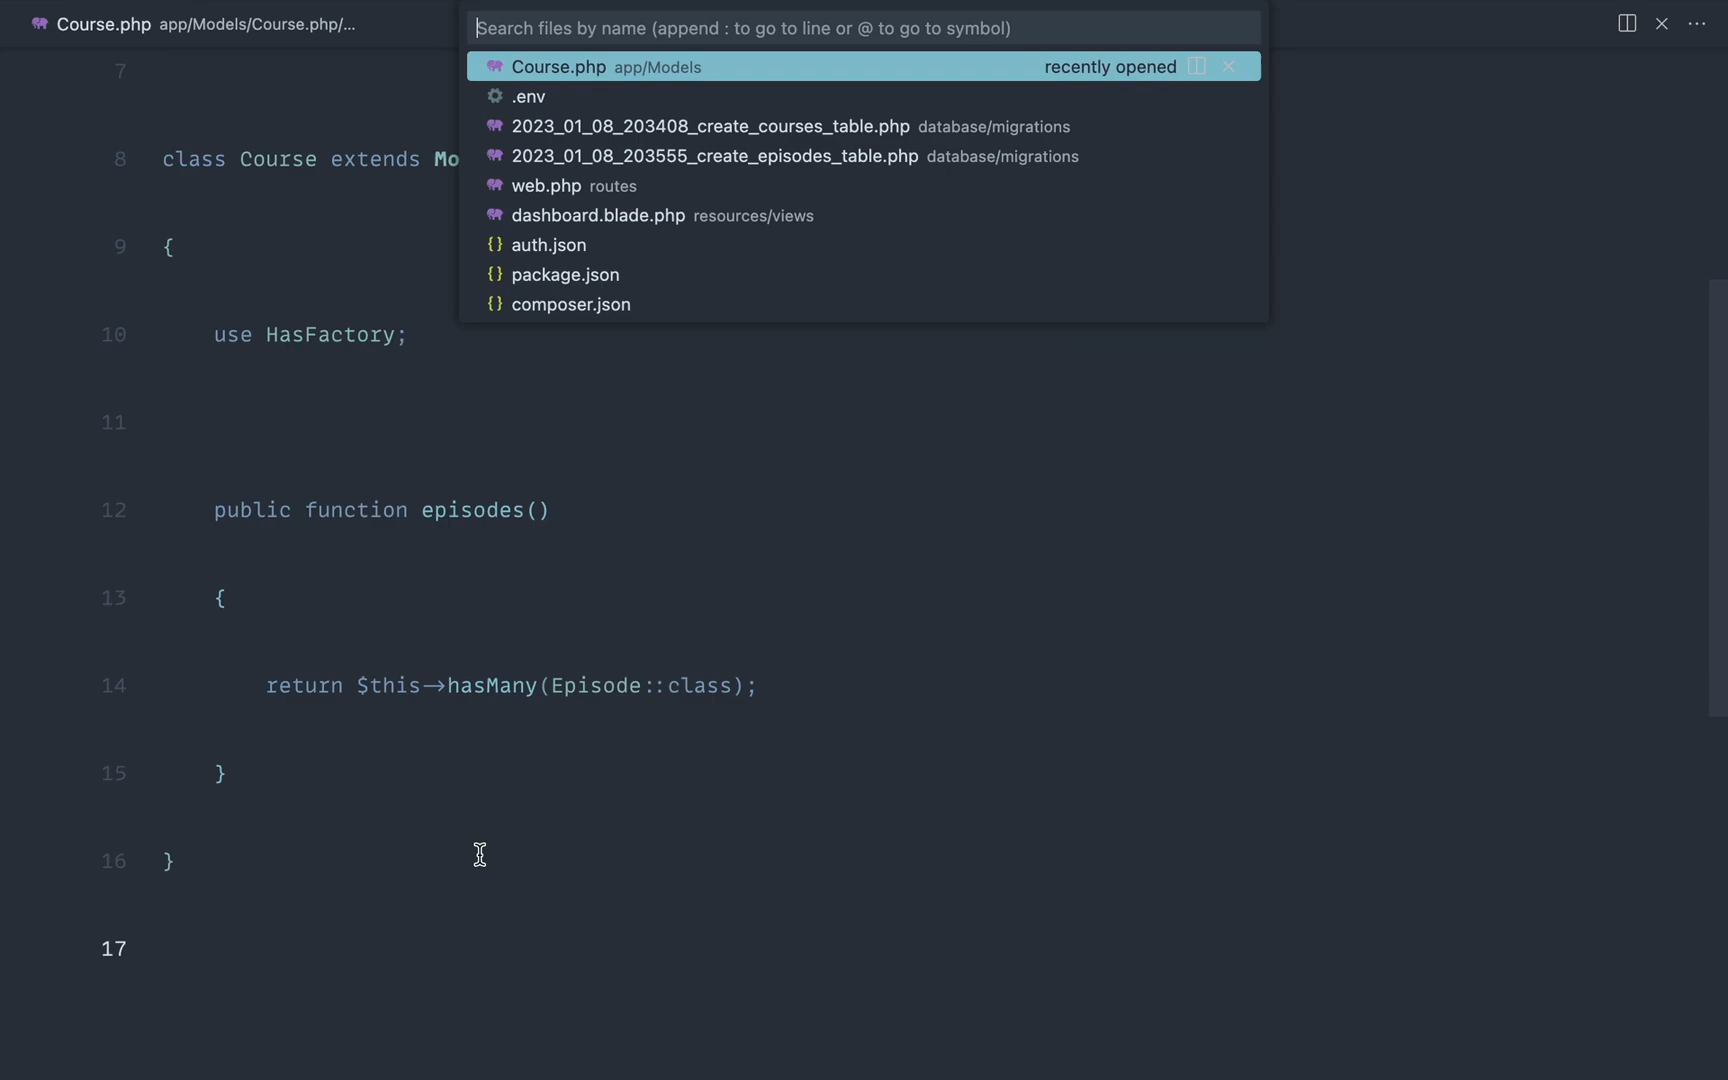 Course.php app/Models/Course.php/...
Search files by name (append : to go to line or @ to go to symbol)
Course.php app/Models recently opened
.env
2023_01_08_203408_create_courses_table.php database/migrations
2023_01_08_203555_create_episodes_table.php database/migrations
web.php routes
dashboard.blade.php resources/views
auth.json
package.json
composer.json
7
8 class Course extends Mo
9 {
10 use HasFactory;
11
12 public function episodes()
13 {
14 return $this->hasMany(Episode::class);
15 }
16 }
17